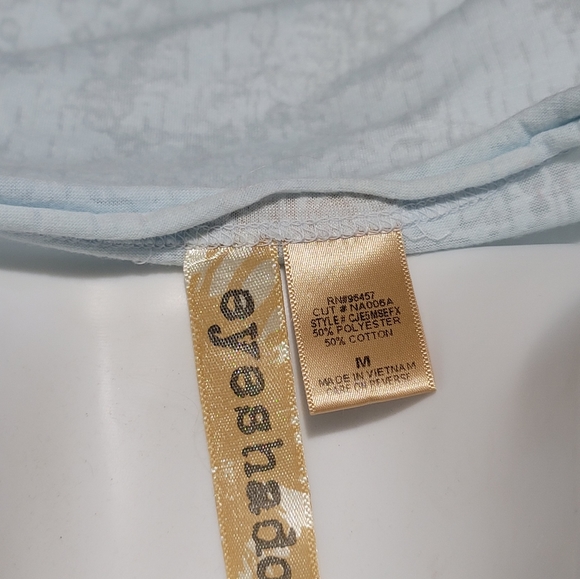 eyeshado
RN#96457
CUT # NA005A
STYLE# CJE5MSEFX
50% POLYESTER
50% COTTON
M
MADE IN VIETNAM
CARE ON REVERSE